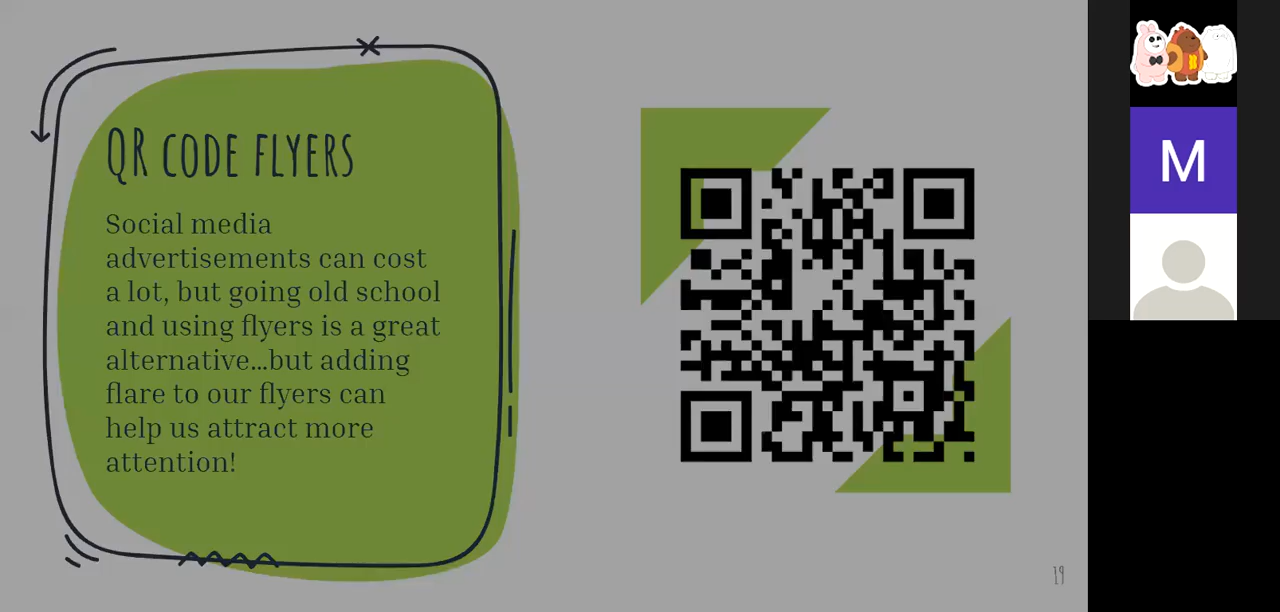 QR CODE FLYERS
Social media
advertisements can cost
a lot, but going old school
and using flyers is a great
alternative...but adding
flare to our flyers can
help us attract more
attention!
19
M